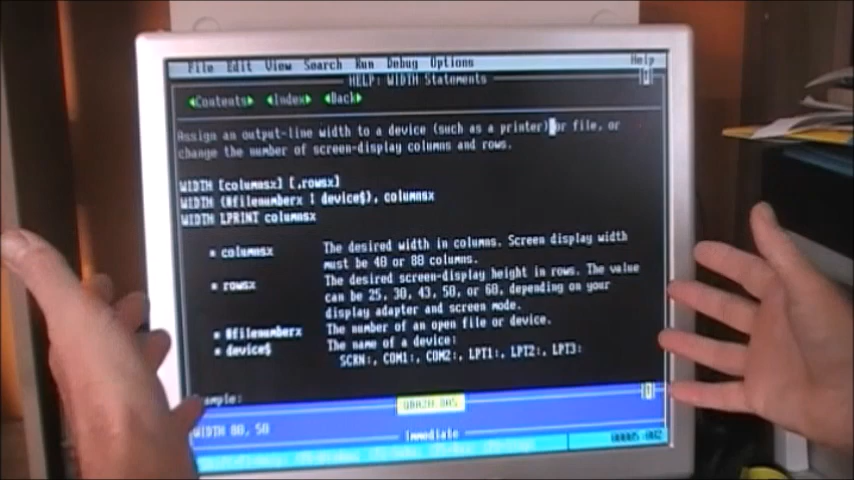 File Edit View Search Run Debug Options Help
HELP: WIDTH Statements
◄Contents► ◄Index► ◄Back►
Assign an output-line width to a device (such as a printer) or file, or
change the number of screen-display columns and rows.
WIDTH [columns%] [,rows%]
WIDTH {#filenumber% | device$}, columns%
WIDTH LPRINT columns%
• columns% The desired width in columns. Screen display width
must be 40 or 80 columns.
• rows% The desired screen-display height in rows. The value
can be 25, 30, 43, 50, or 60, depending on your
display adapter and screen mode.
• #filenumber% The number of an open file or device.
• device$ The name of a device:
SCRN:, COM1:, COM2:, LPT1:, LPT2:, LPT3:
ample:
WIDTH 80, 50
Immediate